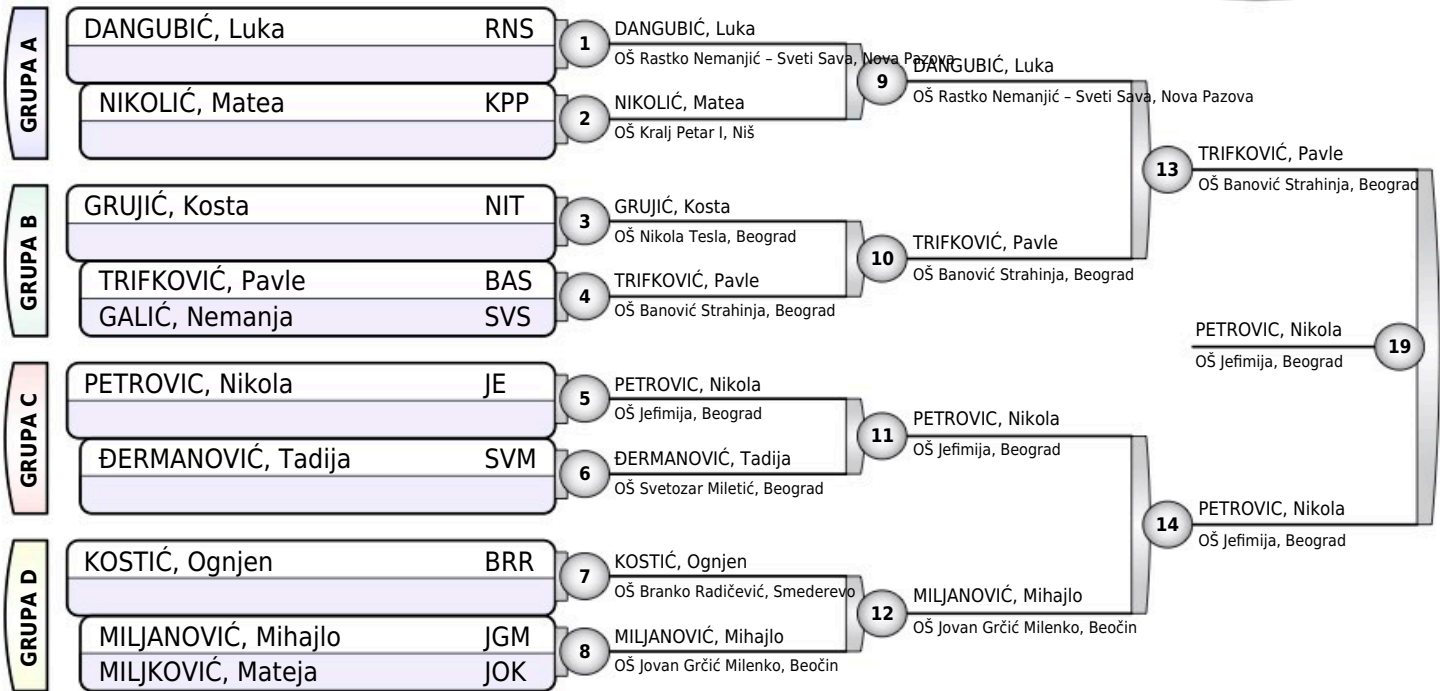 GRUPA A
DANGUBIĆ, Luka RNS
NIKOLIĆ, Matea KPP
1
DANGUBIĆ, Luka
OŠ Rastko Nemanjić – Sveti Sava, Nova Pazova
2
NIKOLIĆ, Matea
OŠ Kralj Petar I, Niš
9
DANGUBIĆ, Luka
OŠ Rastko Nemanjić – Sveti Sava, Nova Pazova
GRUPA B
GRUJIĆ, Kosta NIT
TRIFKOVIĆ, Pavle BAS
GALIĆ, Nemanja SVS
3
GRUJIĆ, Kosta
OŠ Nikola Tesla, Beograd
4
TRIFKOVIĆ, Pavle
OŠ Banović Strahinja, Beograd
10
TRIFKOVIĆ, Pavle
OŠ Banović Strahinja, Beograd
13
TRIFKOVIĆ, Pavle
OŠ Banović Strahinja, Beograd
GRUPA C
PETROVIC, Nikola JE
ĐERMANOVIĆ, Tadija SVM
5
PETROVIC, Nikola
OŠ Jefimija, Beograd
6
ĐERMANOVIĆ, Tadija
OŠ Svetozar Miletić, Beograd
11
PETROVIC, Nikola
OŠ Jefimija, Beograd
GRUPA D
KOSTIĆ, Ognjen BRR
MILJANOVIĆ, Mihajlo JGM
MILJKOVIĆ, Mateja JOK
7
KOSTIĆ, Ognjen
OŠ Branko Radičević, Smederevo
8
MILJANOVIĆ, Mihajlo
OŠ Jovan Grčić Milenko, Beočin
12
MILJANOVIĆ, Mihajlo
OŠ Jovan Grčić Milenko, Beočin
14
PETROVIC, Nikola
OŠ Jefimija, Beograd
PETROVIC, Nikola
OŠ Jefimija, Beograd
19